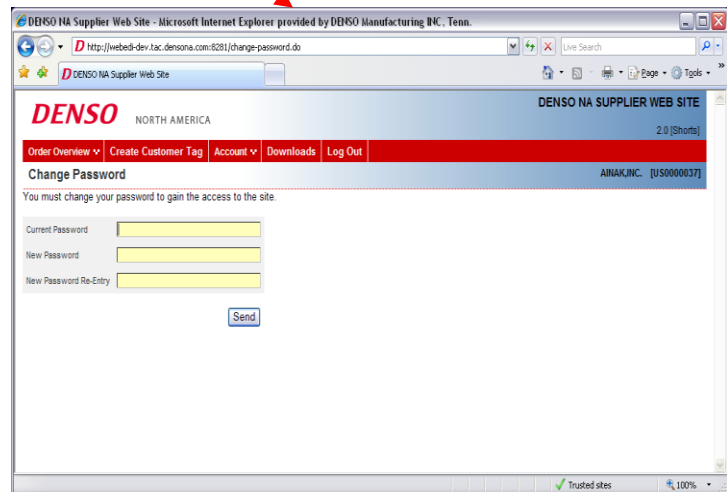 DENSO NA Supplier Web Site - Microsoft Internet Explorer provided by DENSO Manufacturing INC, Tenn.
http://webedi-dev.tac.densona.com:8281/change-password.do
Live Search
DENSO NA Supplier Web Site
Page
Tools
DENSO NORTH AMERICA
DENSO NA SUPPLIER WEB SITE
2.0 [Shorts]
Order Overview Create Customer Tag Account Downloads Log Out
Change Password
AINAK,INC. [US0000037]
You must change your password to gain the access to the site.
Current Password
New Password
New Password Re-Entry
Send
Trusted sites
100%